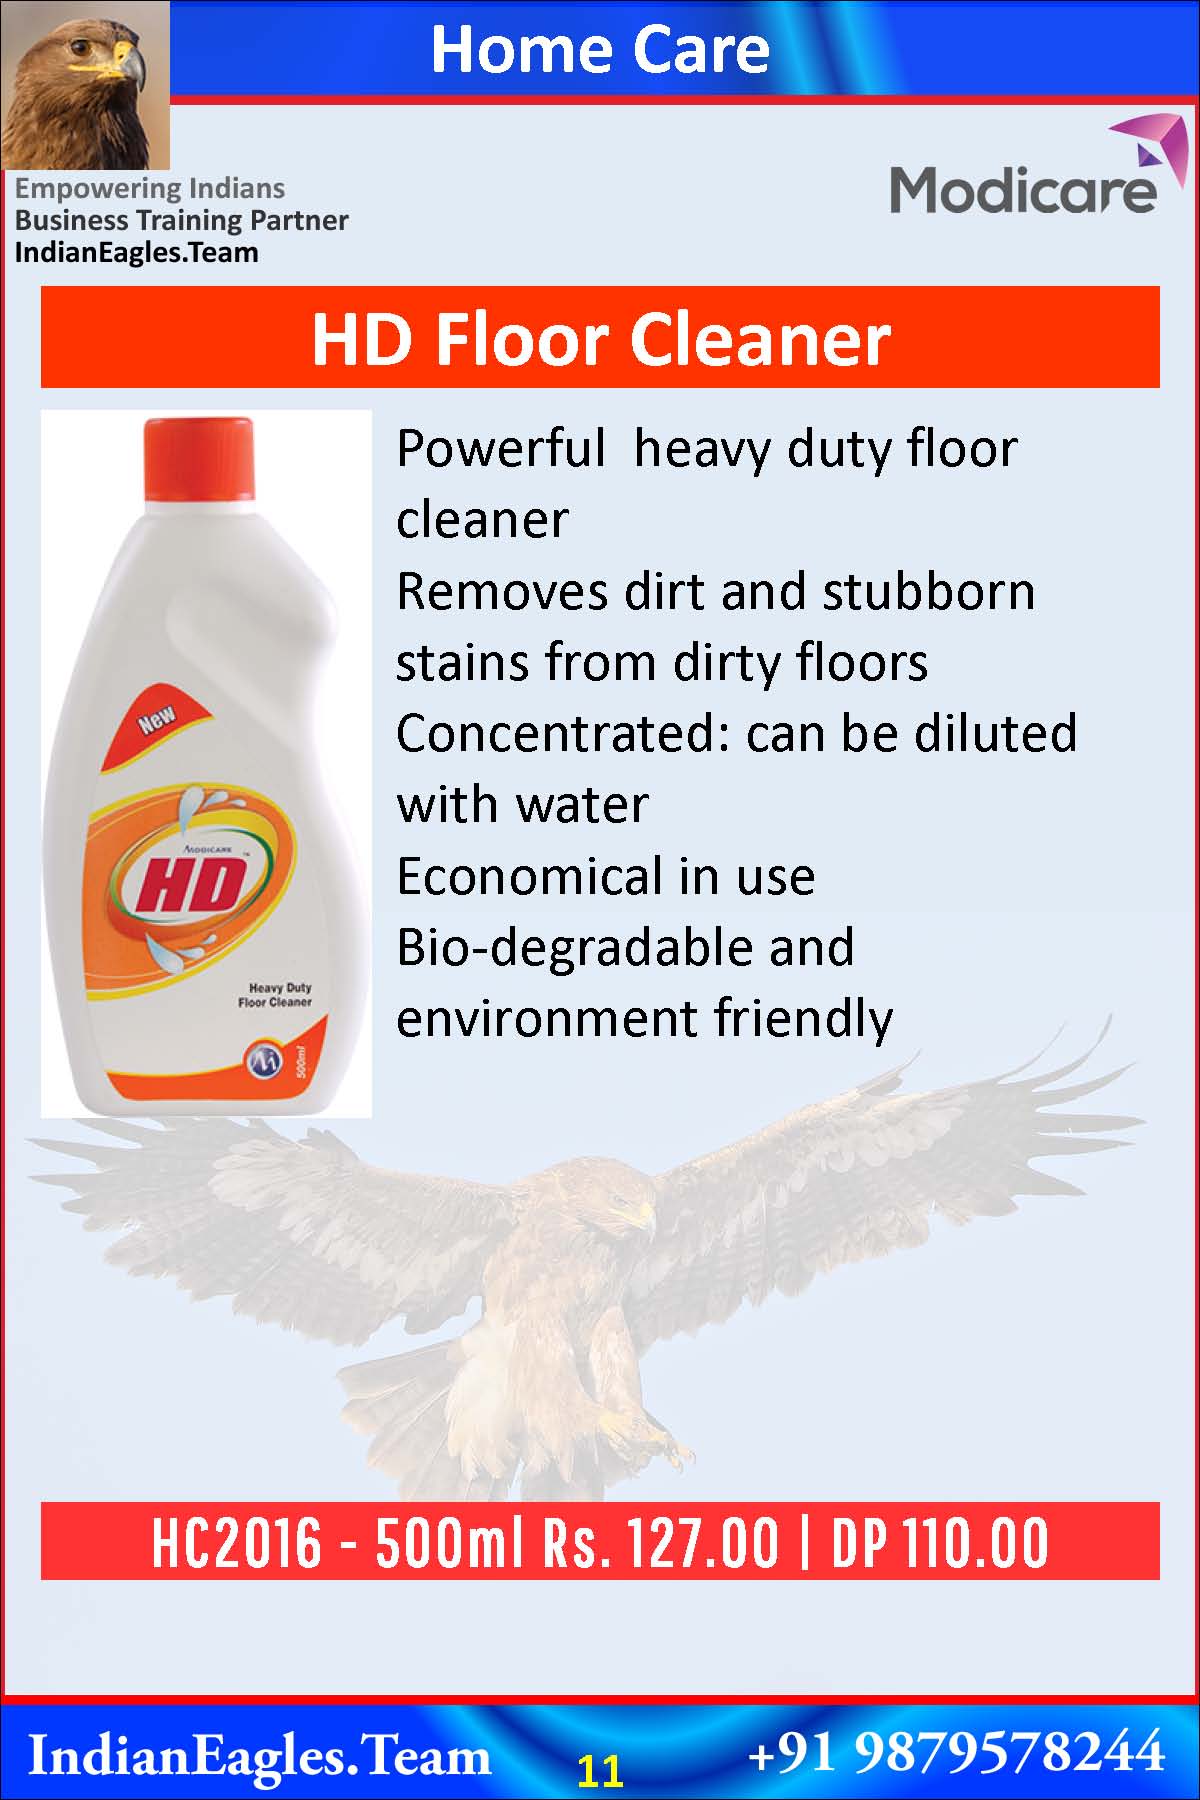 Home Care
Empowering Indians
Business Training Partner
IndianEagles.Team
Modicare
HD Floor Cleaner
Powerful heavy duty floor
cleaner
Removes dirt and stubborn
stains from dirty floors
Concentrated: can be diluted
with water
Economical in use
Bio-degradable and
environment friendly
New
MODICARE
HD™
Heavy Duty
Floor Cleaner
500ml
HC2016 - 500ml Rs. 127.00 | DP 110.00
IndianEagles.Team
11
+91 9879578244